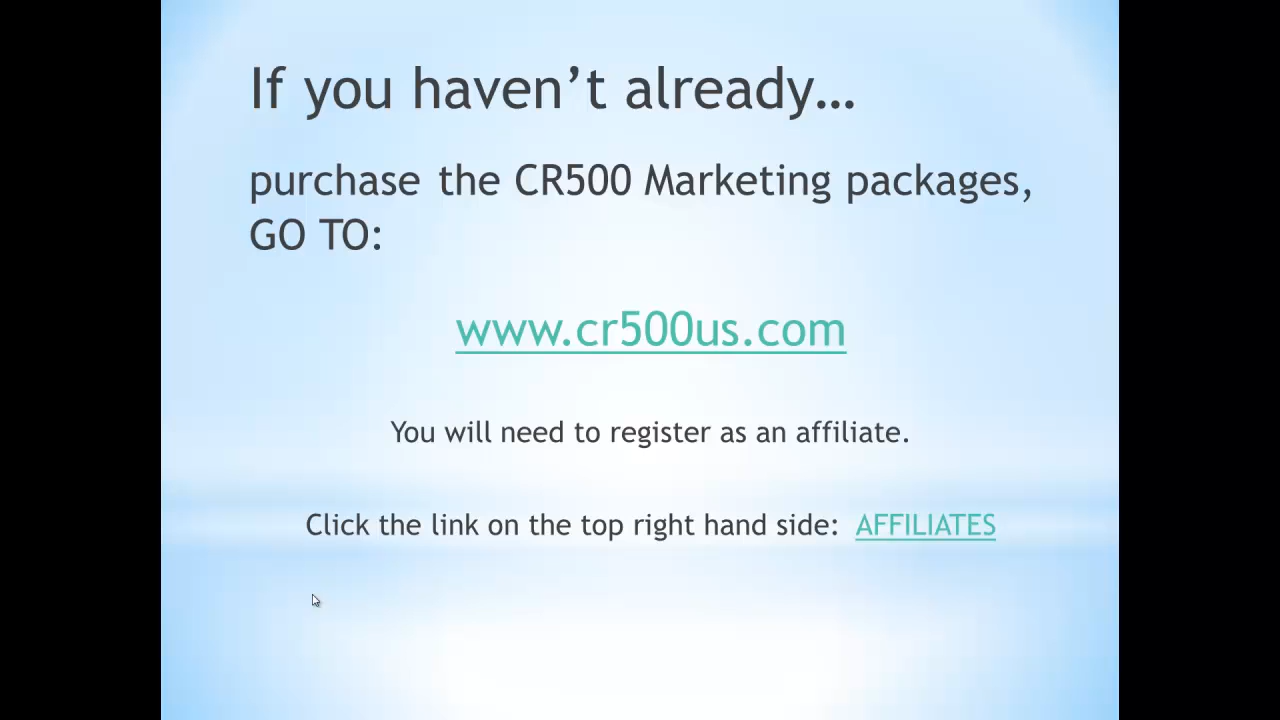 If you haven’t already…
purchase the CR500 Marketing packages,
GO TO:
www.cr500us.com
You will need to register as an affiliate.
Click the link on the top right hand side: AFFILIATES